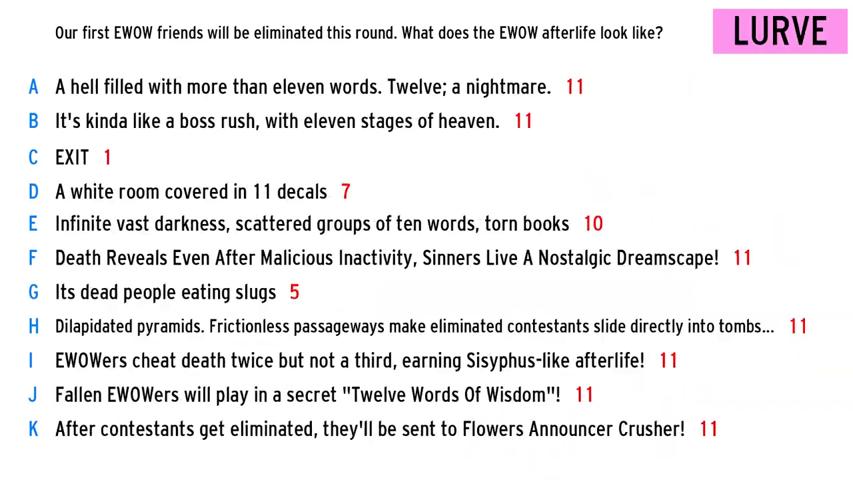 Our first EWOW friends will be eliminated this round. What does the EWOW afterlife look like?
LURVE
A A hell filled with more than eleven words. Twelve; a nightmare. 11
B It's kinda like a boss rush, with eleven stages of heaven. 11
C EXIT 1
D A white room covered in 11 decals 7
E Infinite vast darkness, scattered groups of ten words, torn books 10
F Death Reveals Even After Malicious Inactivity, Sinners Live A Nostalgic Dreamscape! 11
G Its dead people eating slugs 5
H Dilapidated pyramids. Frictionless passageways make eliminated contestants slide directly into tombs... 11
I EWOWers cheat death twice but not a third, earning Sisyphus-like afterlife! 11
J Fallen EWOWers will play in a secret "Twelve Words Of Wisdom"! 11
K After contestants get eliminated, they'll be sent to Flowers Announcer Crusher! 11